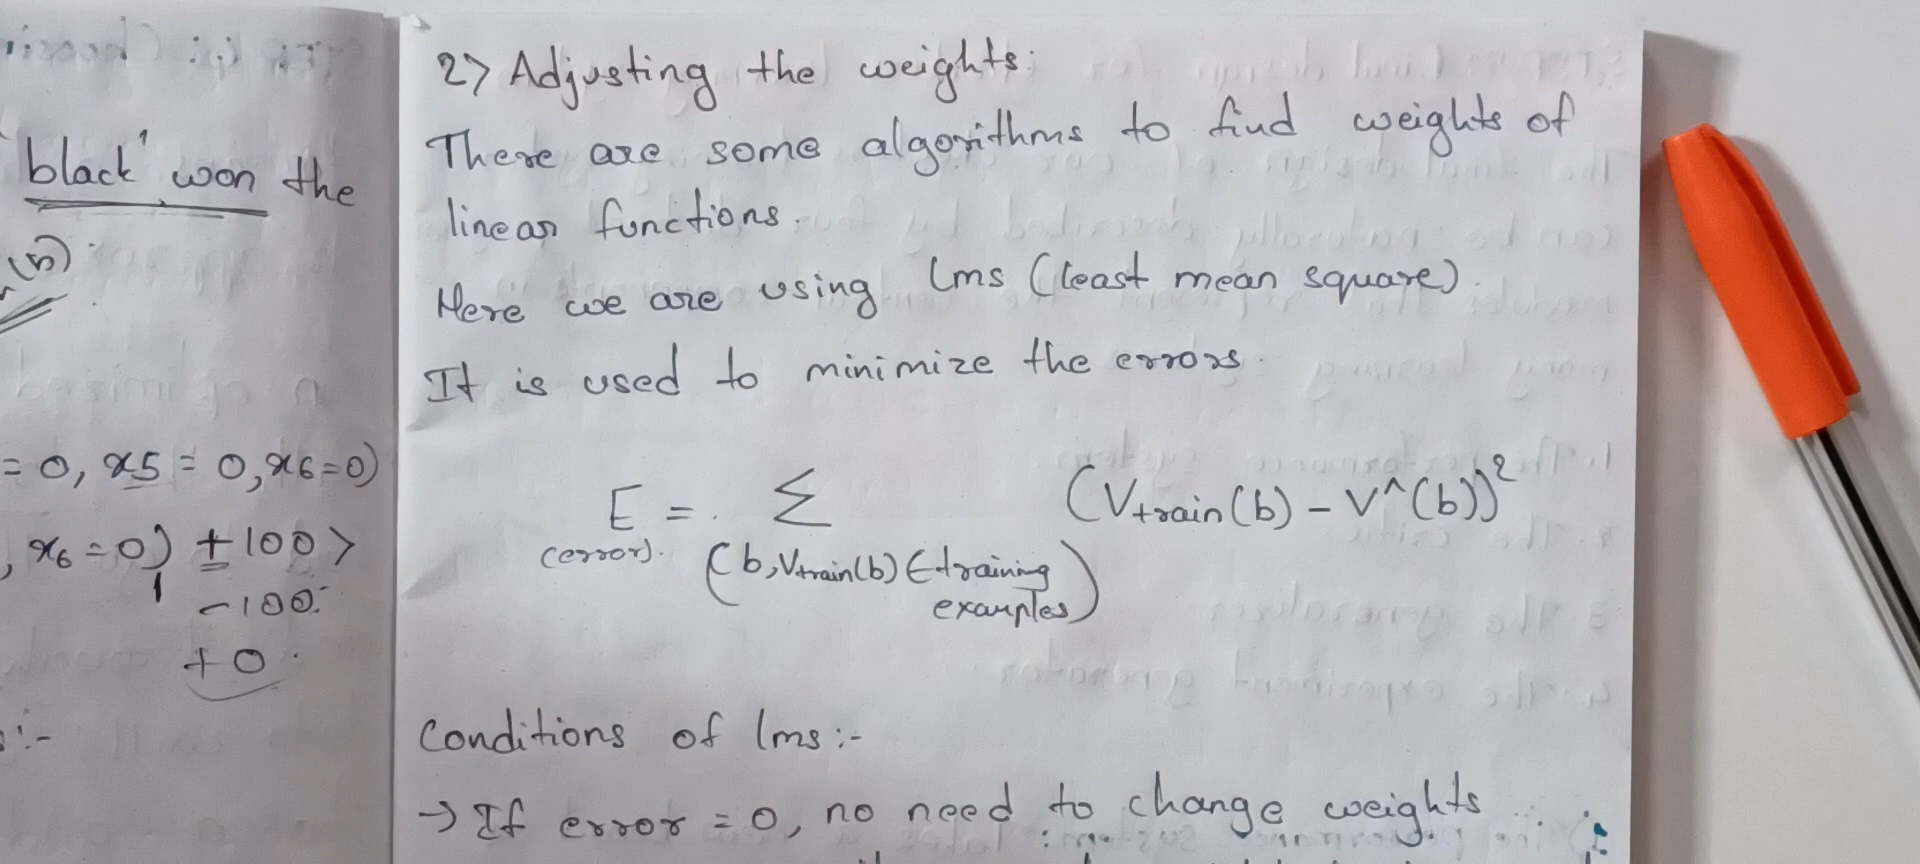 'black' won the
= 0, x5 = 0, x6=0)
, x6 = 0) ±100>
-100.
+0.
2> Adjusting the weights:
There are some algorithms to find weights of
linear functions.
Here we are using lms (least mean square).
It is used to minimize the errors.
E = Σ (Vtrain(b) - V^(b))²
(error). (b, Vtrain(b) ∈ training
examples)
Conditions of lms :-
→ If error = 0, no need to change weights